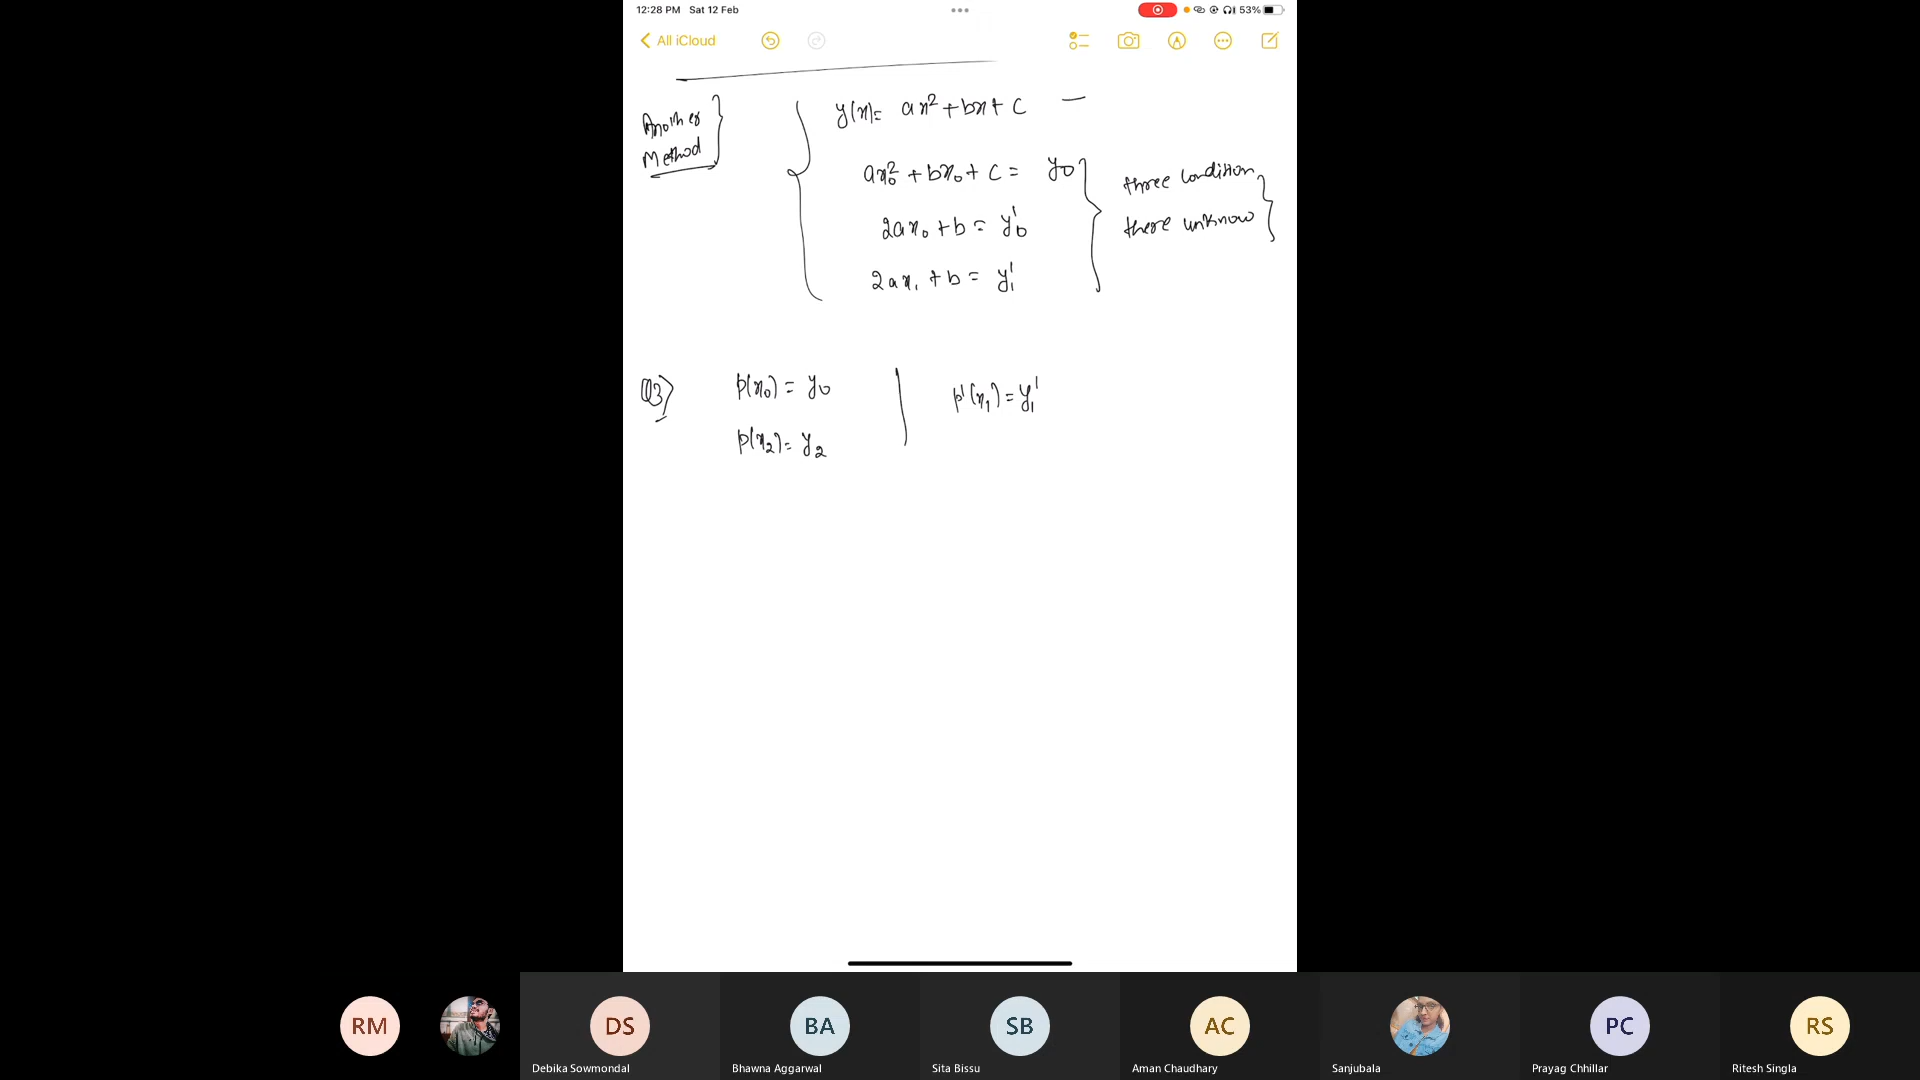 12:28 PM Sat 12 Feb
53%
All iCloud
Another
Method
y(x)= ax²+bx+c —
ax₀²+bx₀+c = y₀
2ax₀+b = y₀'
2ax₁+b = y₁'
three condition
there unknow
Q3> p(x₀) = y₀ | p'(x₁) = y₁'
p(x₂) = y₂
RM DS BA SB AC PC RS
Debika Sowmondal Bhawna Aggarwal Sita Bissu Aman Chaudhary Sanjubala Prayag Chhillar Ritesh Singla